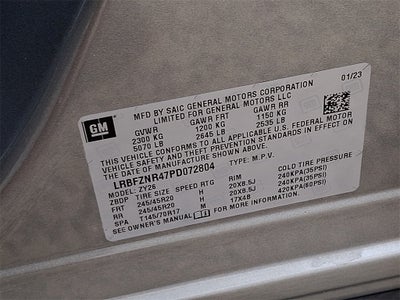 GM
MFD BY SAIC GENERAL MOTORS CORPORATION
LIMITED FOR GENERAL MOTORS LLC
01/23
GVWR GAWR FRT GAWR RR
2300 KG 1200 KG 1150 KG
5070 LB 2645 LB 2535 LB
THIS VEHICLE CONFORMS TO ALL APPLICABLE U.S. FEDERAL MOTOR
VEHICLE SAFETY AND THEFT PREVENTION STANDARDS IN EFFECT ON
THE DATE OF MANUFACTURE SHOWN ABOVE.
LRBFZNR47PD072804 TYPE: M.P.V.
MODEL: ZY26
ZBDP TIRE SIZE SPEED RTG RIM COLD TIRE PRESSURE
FRT 245/45R20 20X8.5J 240KPA(35PSI)
RR 245/45R20 20X8.5J 240KPA(35PSI)
SPA T145/70R17 M 17X4B 420KPA(60PSI)
SEE OWNER'S MANUAL FOR MORE INFORMATION.